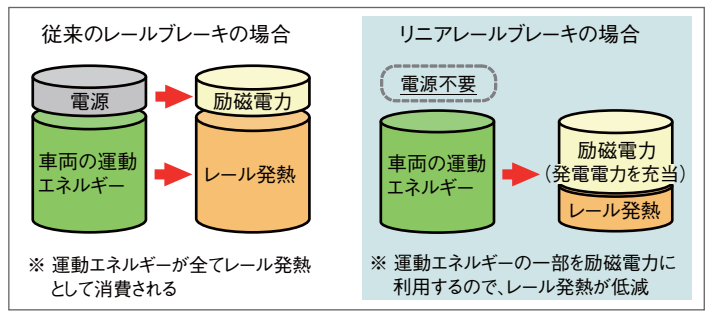 従来のレールブレーキの場合
電源
励磁電力
車両の運動
エネルギー
レール発熱
※ 運動エネルギーが全てレール発熱
として消費される
リニアレールブレーキの場合
電源不要
車両の運動
エネルギー
励磁電力
(発電電力を充当)
レール発熱
※ 運動エネルギーの一部を励磁電力に
利用するので、レール発熱が低減